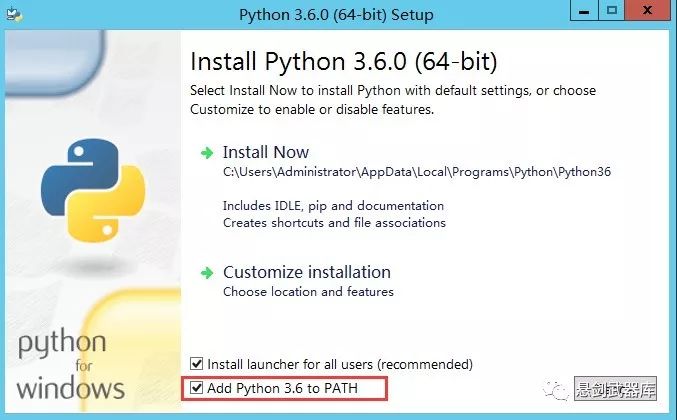 Python 3.6.0 (64-bit) Setup
Install Python 3.6.0 (64-bit)
Select Install Now to install Python with default settings, or choose
Customize to enable or disable features.
Install Now
C:\Users\Administrator\AppData\Local\Programs\Python\Python36
Includes IDLE, pip and documentation
Creates shortcuts and file associations
Customize installation
Choose location and features
python
for
windows
Install launcher for all users (recommended)
Add Python 3.6 to PATH
悬剑武器库